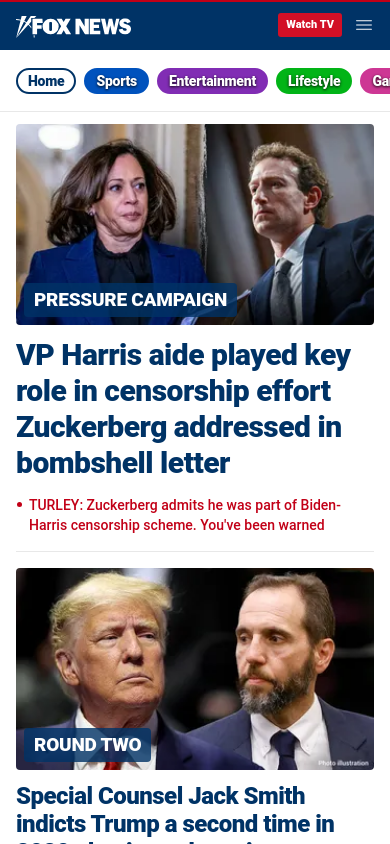 FOX NEWS
Watch TV
Home
Sports
Entertainment
Lifestyle
PRESSURE CAMPAIGN
VP Harris aide played key
role in censorship effort
Zuckerberg addressed in
bombshell letter
• TURLEY: Zuckerberg admits he was part of Biden-
Harris censorship scheme. You've been warned
ROUND TWO
Photo illustration
Special Counsel Jack Smith
indicts Trump a second time in